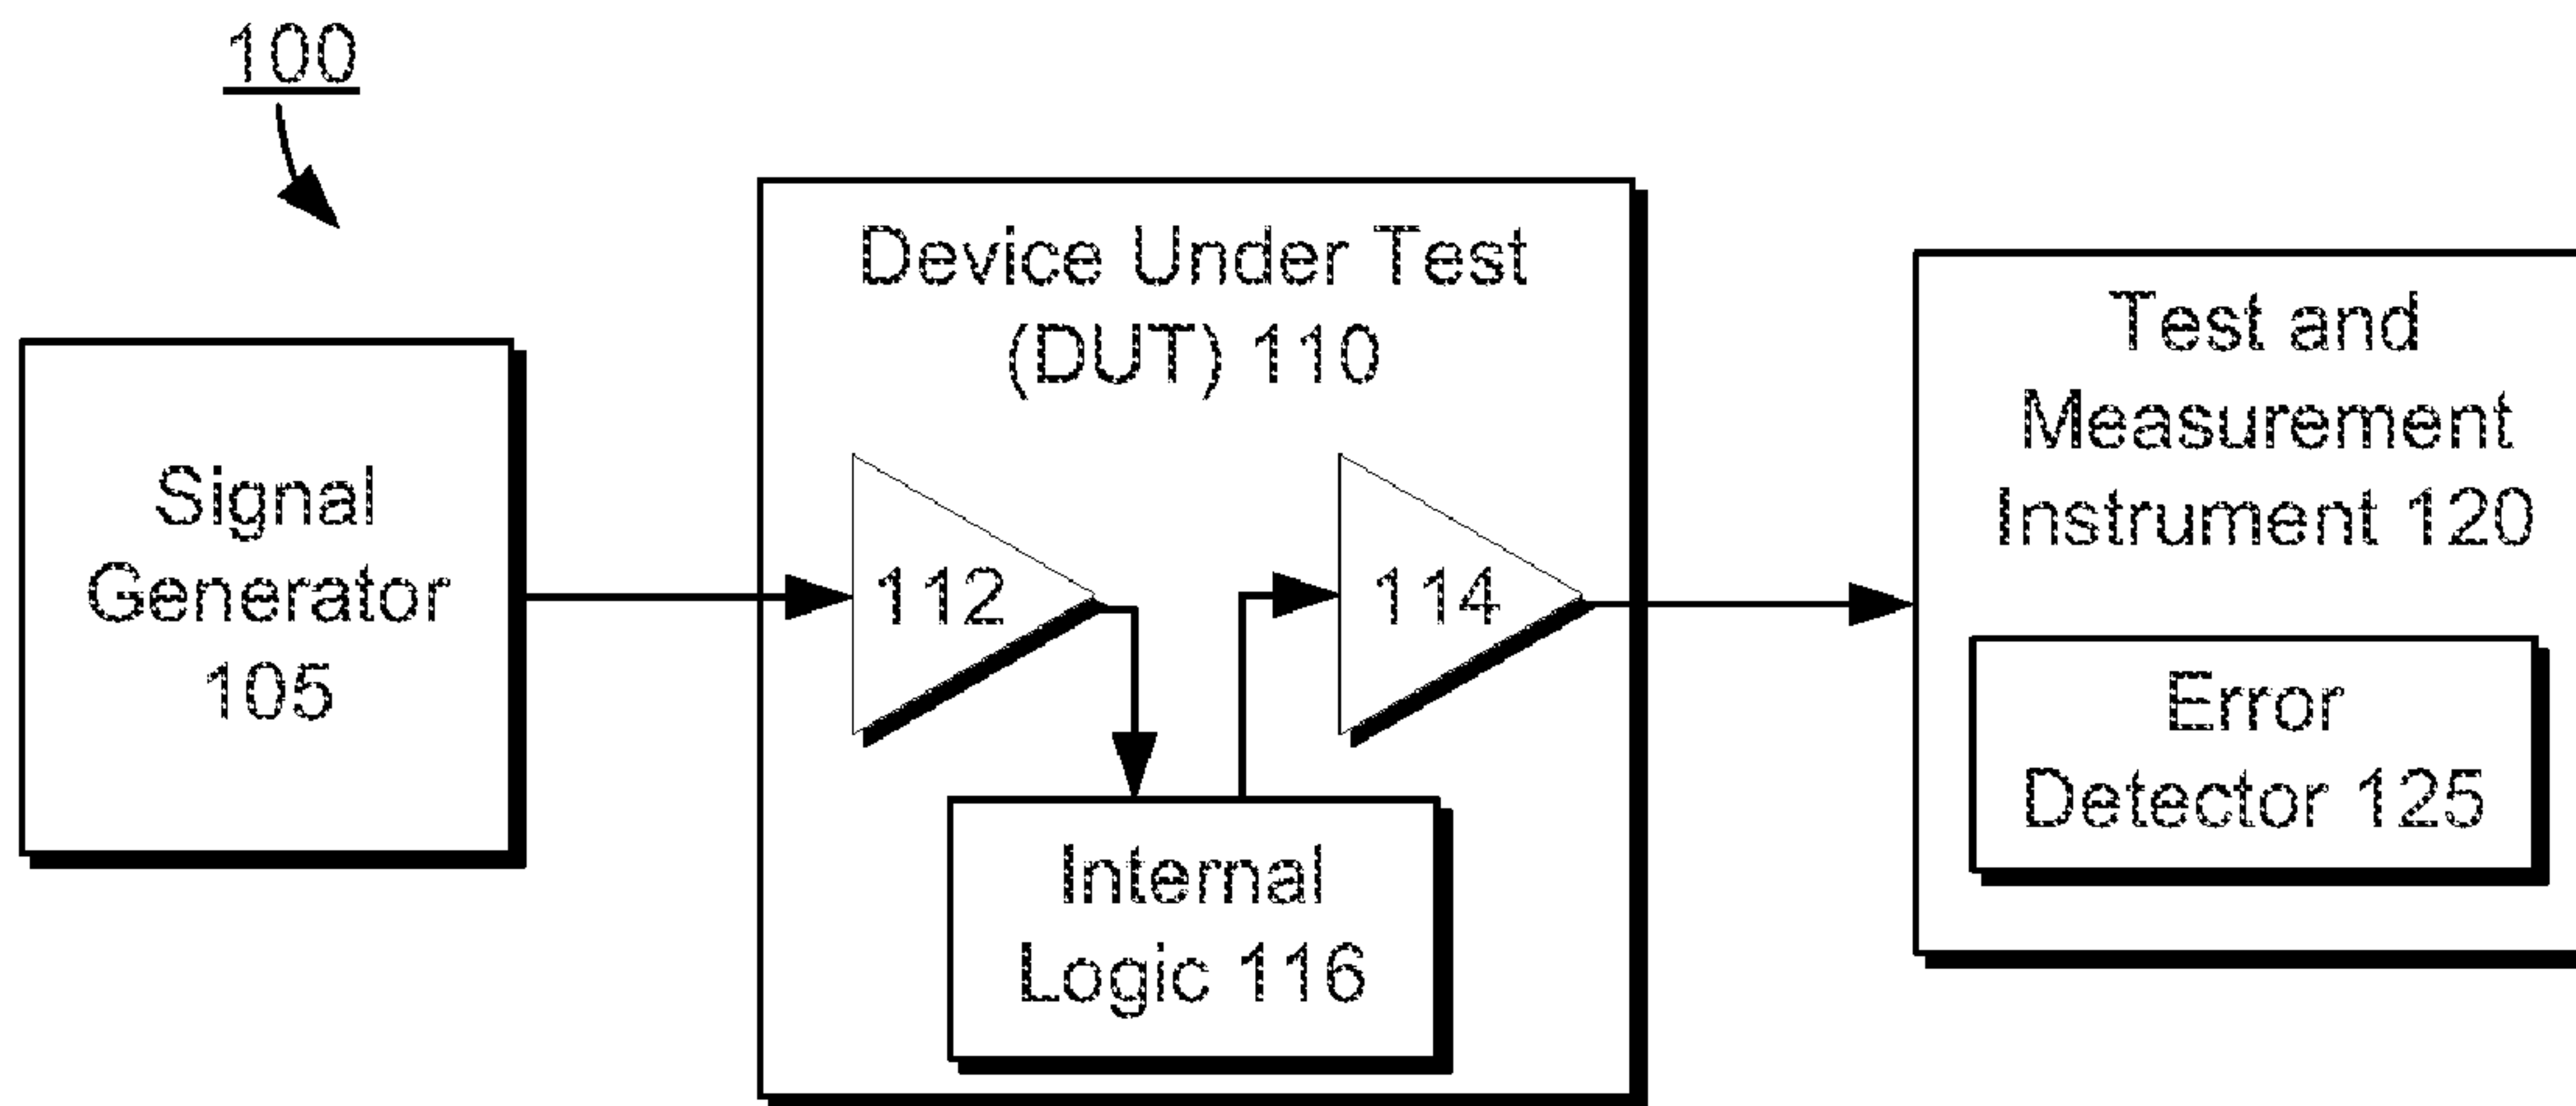 100
Signal
Generator
105
Device Under Test
(DUT) 110
112
114
Internal
Logic 116
Test and
Measurement
Instrument 120
Error
Detector 125